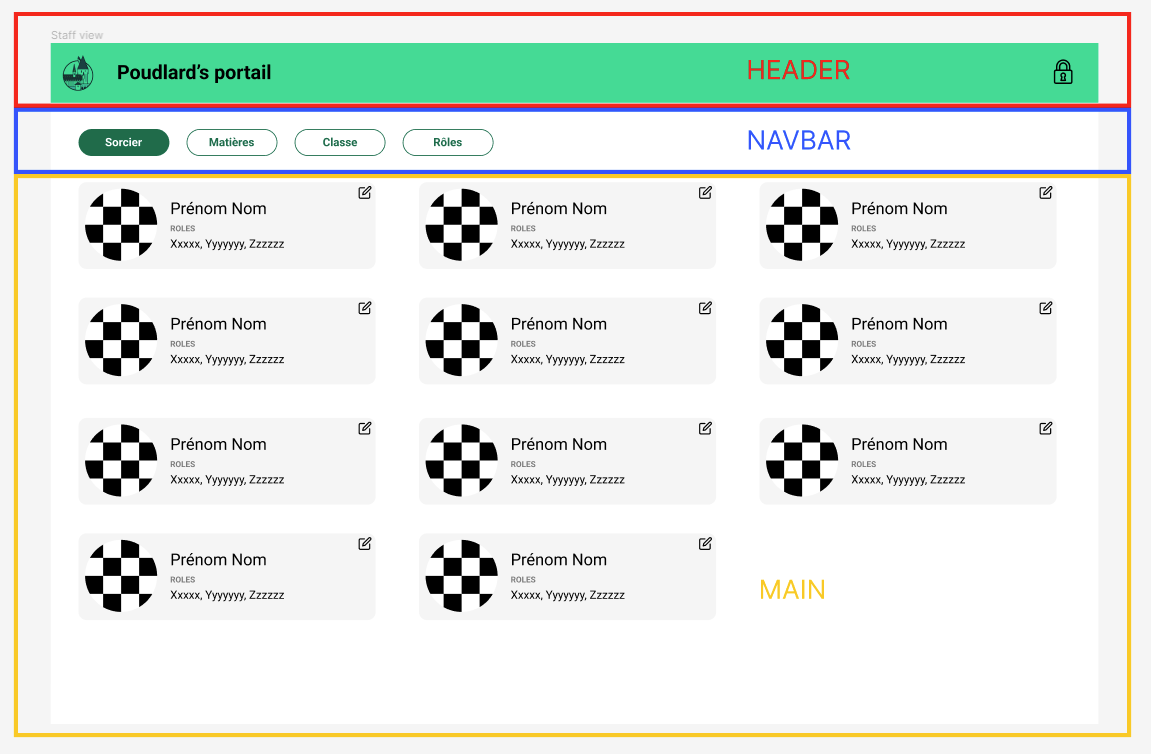 Staff view
Poudlard's portail
HEADER
Sorcier Matières Classe Rôles
NAVBAR
Prénom Nom
ROLES
Xxxxx, Yyyyyyy, Zzzzzz
Prénom Nom
ROLES
Xxxxx, Yyyyyyy, Zzzzzz
Prénom Nom
ROLES
Xxxxx, Yyyyyyy, Zzzzzz
Prénom Nom
ROLES
Xxxxx, Yyyyyyy, Zzzzzz
Prénom Nom
ROLES
Xxxxx, Yyyyyyy, Zzzzzz
Prénom Nom
ROLES
Xxxxx, Yyyyyyy, Zzzzzz
Prénom Nom
ROLES
Xxxxx, Yyyyyyy, Zzzzzz
Prénom Nom
ROLES
Xxxxx, Yyyyyyy, Zzzzzz
Prénom Nom
ROLES
Xxxxx, Yyyyyyy, Zzzzzz
Prénom Nom
ROLES
Xxxxx, Yyyyyyy, Zzzzzz
Prénom Nom
ROLES
Xxxxx, Yyyyyyy, Zzzzzz
MAIN